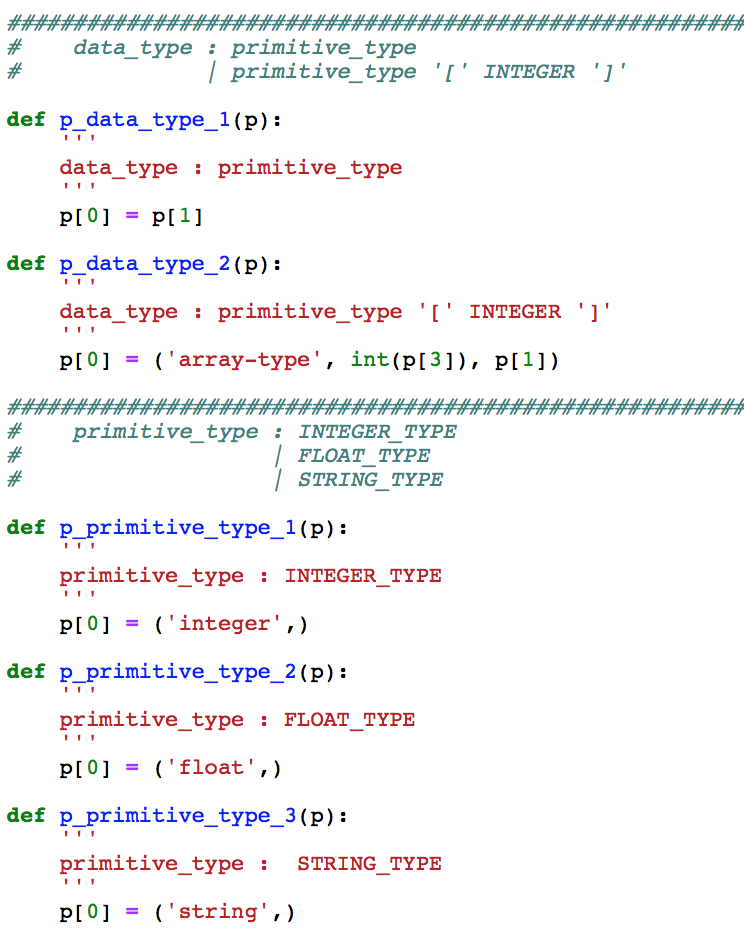 ########################################################
#    data_type : primitive_type
#              | primitive_type '[' INTEGER ']'
def p_data_type_1(p):
    '''
    data_type : primitive_type
    '''
    p[0] = p[1]
def p_data_type_2(p):
    '''
    data_type : primitive_type '[' INTEGER ']'
    '''
    p[0] = ('array-type', int(p[3]), p[1])
########################################################
#    primitive_type : INTEGER_TYPE
#                   | FLOAT_TYPE
#                   | STRING_TYPE
def p_primitive_type_1(p):
    '''
    primitive_type : INTEGER_TYPE
    '''
    p[0] = ('integer',)
def p_primitive_type_2(p):
    '''
    primitive_type : FLOAT_TYPE
    '''
    p[0] = ('float',)
def p_primitive_type_3(p):
    '''
    primitive_type :  STRING_TYPE
    '''
    p[0] = ('string',)